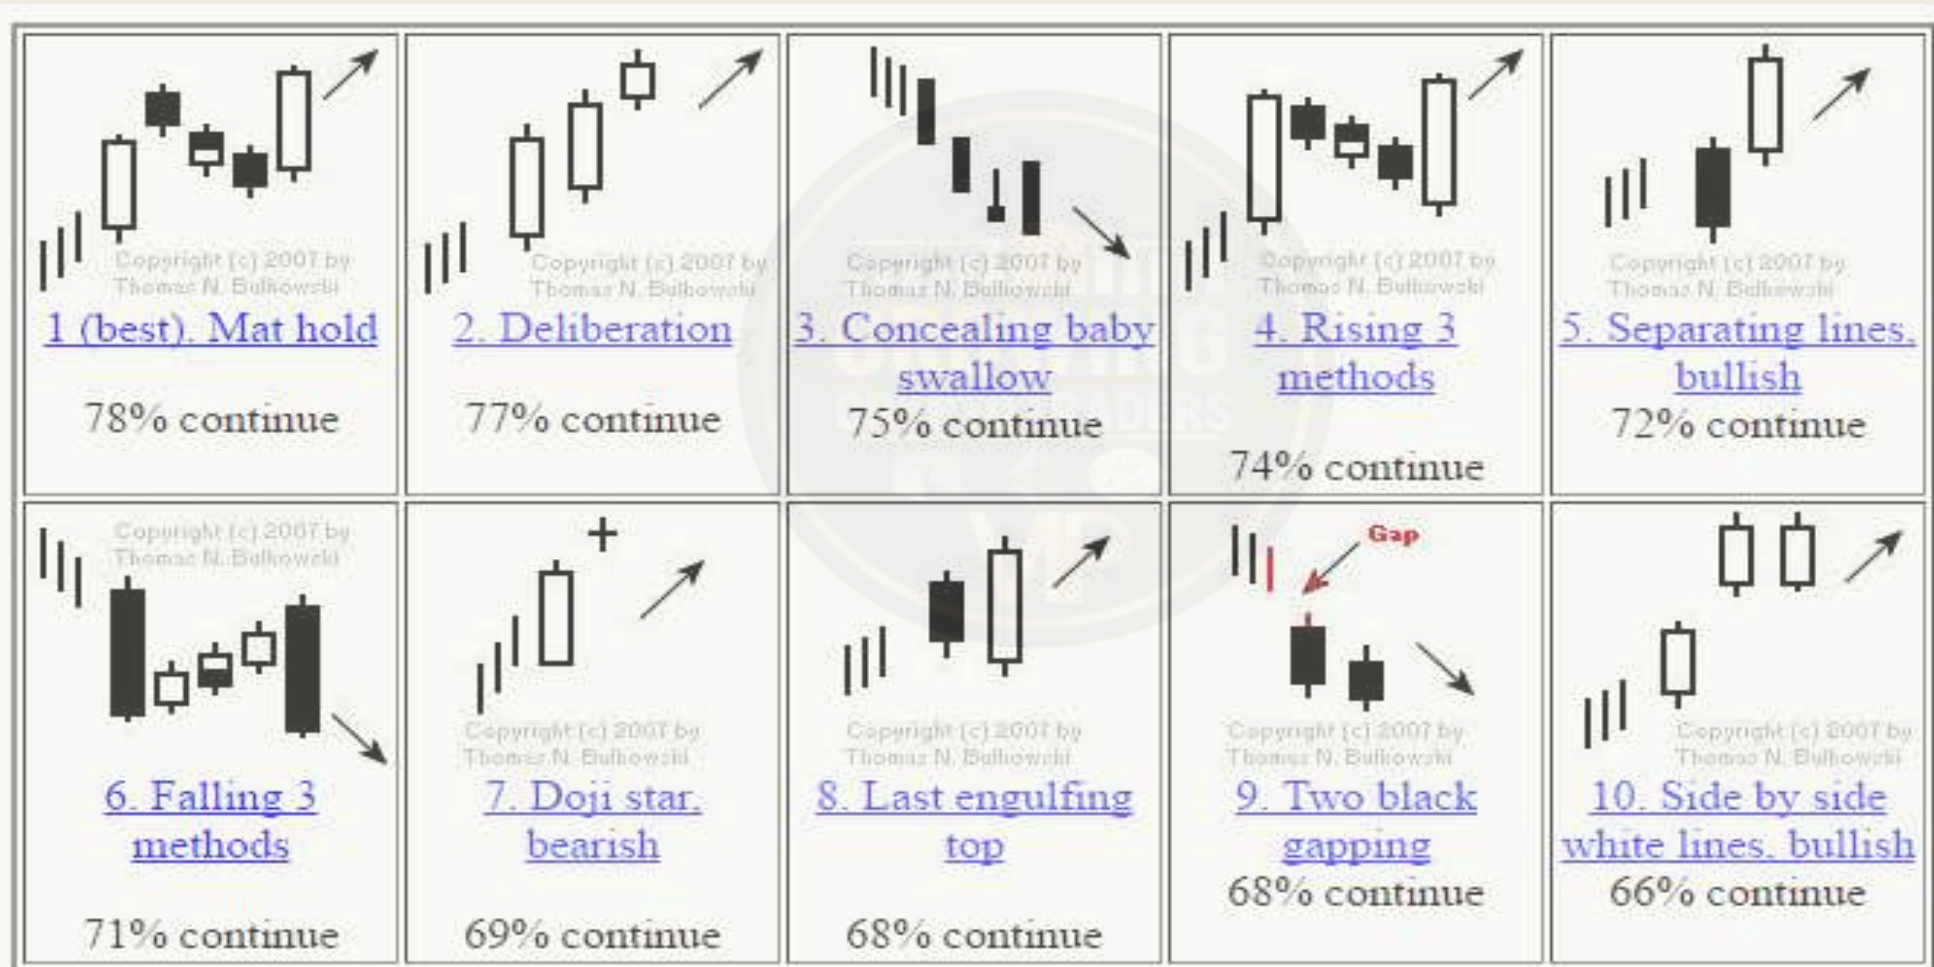 Copyright (c) 2007 by
Thomas N. Bulkowski
1 (best). Mat hold
78% continue
Copyright (c) 2007 by
Thomas N. Bulkowski
2. Deliberation
77% continue
Copyright (c) 2007 by
Thomas N. Bulkowski
3. Concealing baby
swallow
75% continue
Copyright (c) 2007 by
Thomas N. Bulkowski
4. Rising 3
methods
74% continue
Copyright (c) 2007 by
Thomas N. Bulkowski
5. Separating lines,
bullish
72% continue
Copyright (c) 2007 by
Thomas N. Bulkowski
6. Falling 3
methods
71% continue
Copyright (c) 2007 by
Thomas N. Bulkowski
7. Doji star,
bearish
69% continue
Copyright (c) 2007 by
Thomas N. Bulkowski
8. Last engulfing
top
68% continue
Gap
Copyright (c) 2007 by
Thomas N. Bulkowski
9. Two black
gapping
68% continue
Copyright (c) 2007 by
Thomas N. Bulkowski
10. Side by side
white lines, bullish
66% continue